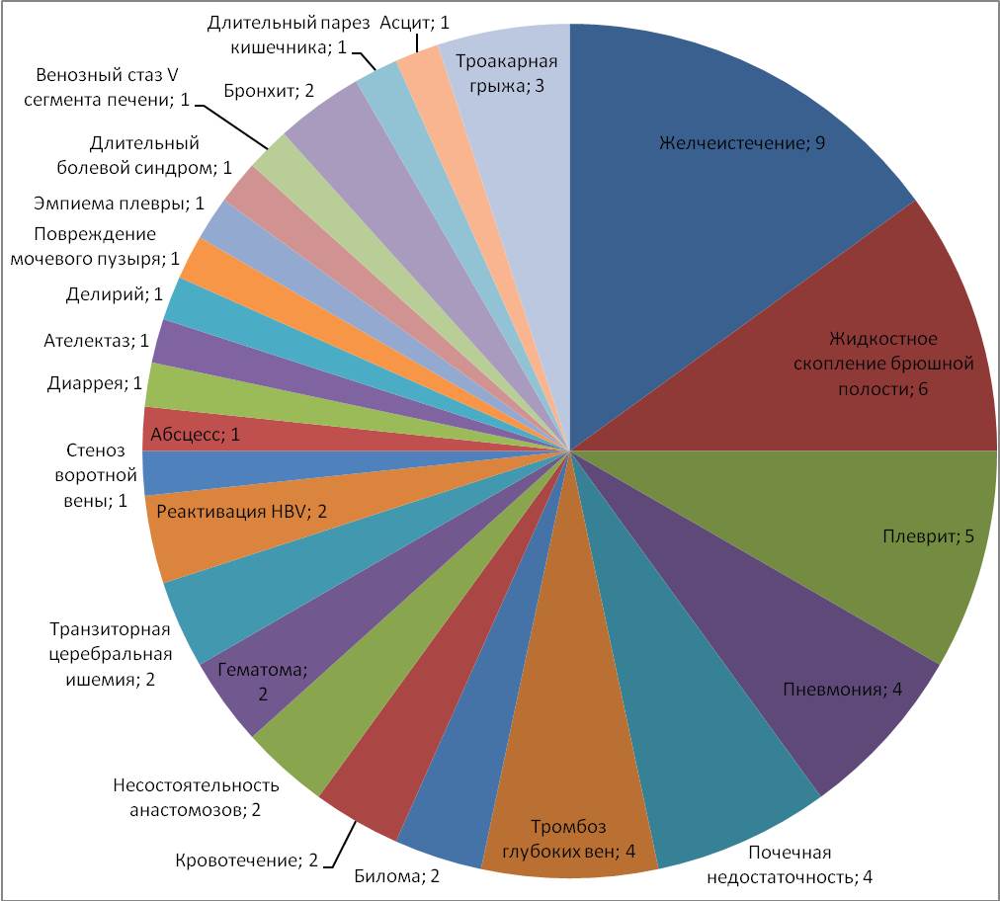 Желчеистечение; 9
Жидкостное
скопление брюшной
полости; 6
Плеврит; 5
Пневмония; 4
Почечная
недостаточность; 4
Тромбоз
глубоких вен; 4
Билома; 2
Кровотечение; 2
Несостоятельность
анастомозов; 2
Гематома;
2
Транзиторная
церебральная
ишемия; 2
Реактивация HBV; 2
Стеноз
воротной
вены; 1
Абсцесс; 1
Диаррея; 1
Ателектаз; 1
Делирий; 1
Повреждение
мочевого пузыря; 1
Эмпиема плевры; 1
Длительный
болевой синдром; 1
Венозный стаз V
сегмента печени; 1
Бронхит; 2
Длительный парез
кишечника; 1
Асцит; 1
Троакарная
грыжа; 3